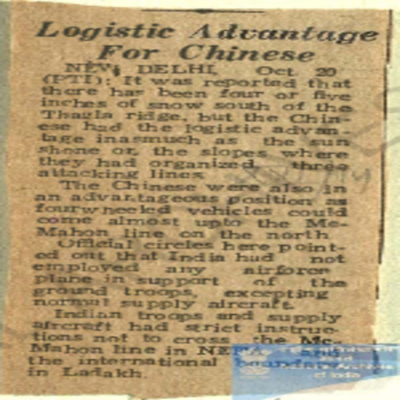 Logistic Advantage
For Chinese
NEW DELHI, Oct. 20
(PTI): It was reported that
there has been four or five
inches of snow south of the
Thagla ridge, but the Chin-
ese had the logistic advan-
tage inasmuch as the sun
shone on the slopes where
they had organized three
attacking lines.
The Chinese were also in
an advantageous position as
fourwheeled vehicles could
come almost upto the Mc-
Mahon line on the north.
Official circles here point-
ed out that India had not
employed any airforce
plane in support of the
ground troops, excepting
normal supply aircraft.
Indian troops and supply
aircraft had strict instruc-
tions not to cross the Mc-
Mahon line in NEFA and
the international boundary
in Ladakh.